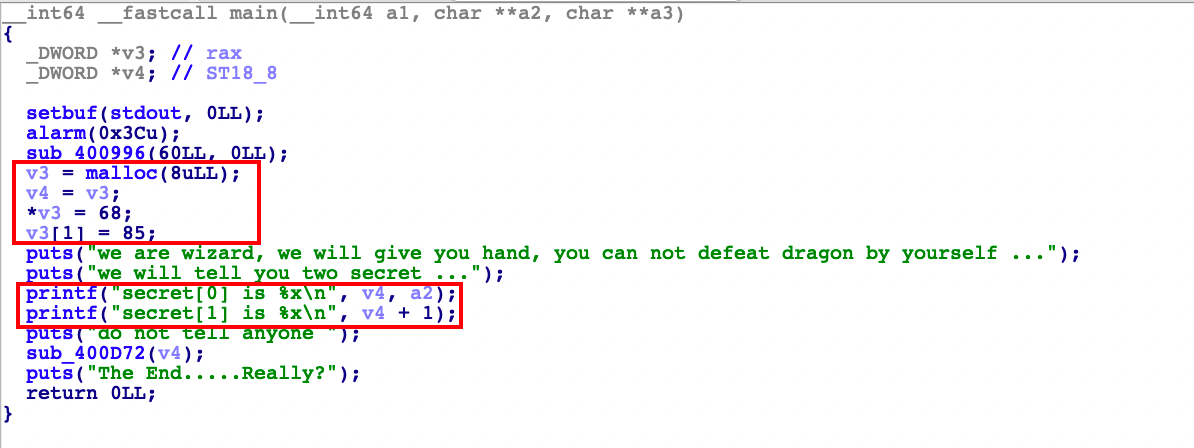 __int64 __fastcall main(__int64 a1, char **a2, char **a3)
{
  _DWORD *v3; // rax
  _DWORD *v4; // ST18_8

  setbuf(stdout, 0LL);
  alarm(0x3Cu);
  sub_400996(60LL, 0LL);
  v3 = malloc(8uLL);
  v4 = v3;
  *v3 = 68;
  v3[1] = 85;
  puts("we are wizard, we will give you hand, you can not defeat dragon by yourself ...");
  puts("we will tell you two secret ...");
  printf("secret[0] is %x\n", v4, a2);
  printf("secret[1] is %x\n", v4 + 1);
  puts("do not tell anyone ");
  sub_400D72(v4);
  puts("The End.....Really?");
  return 0LL;
}